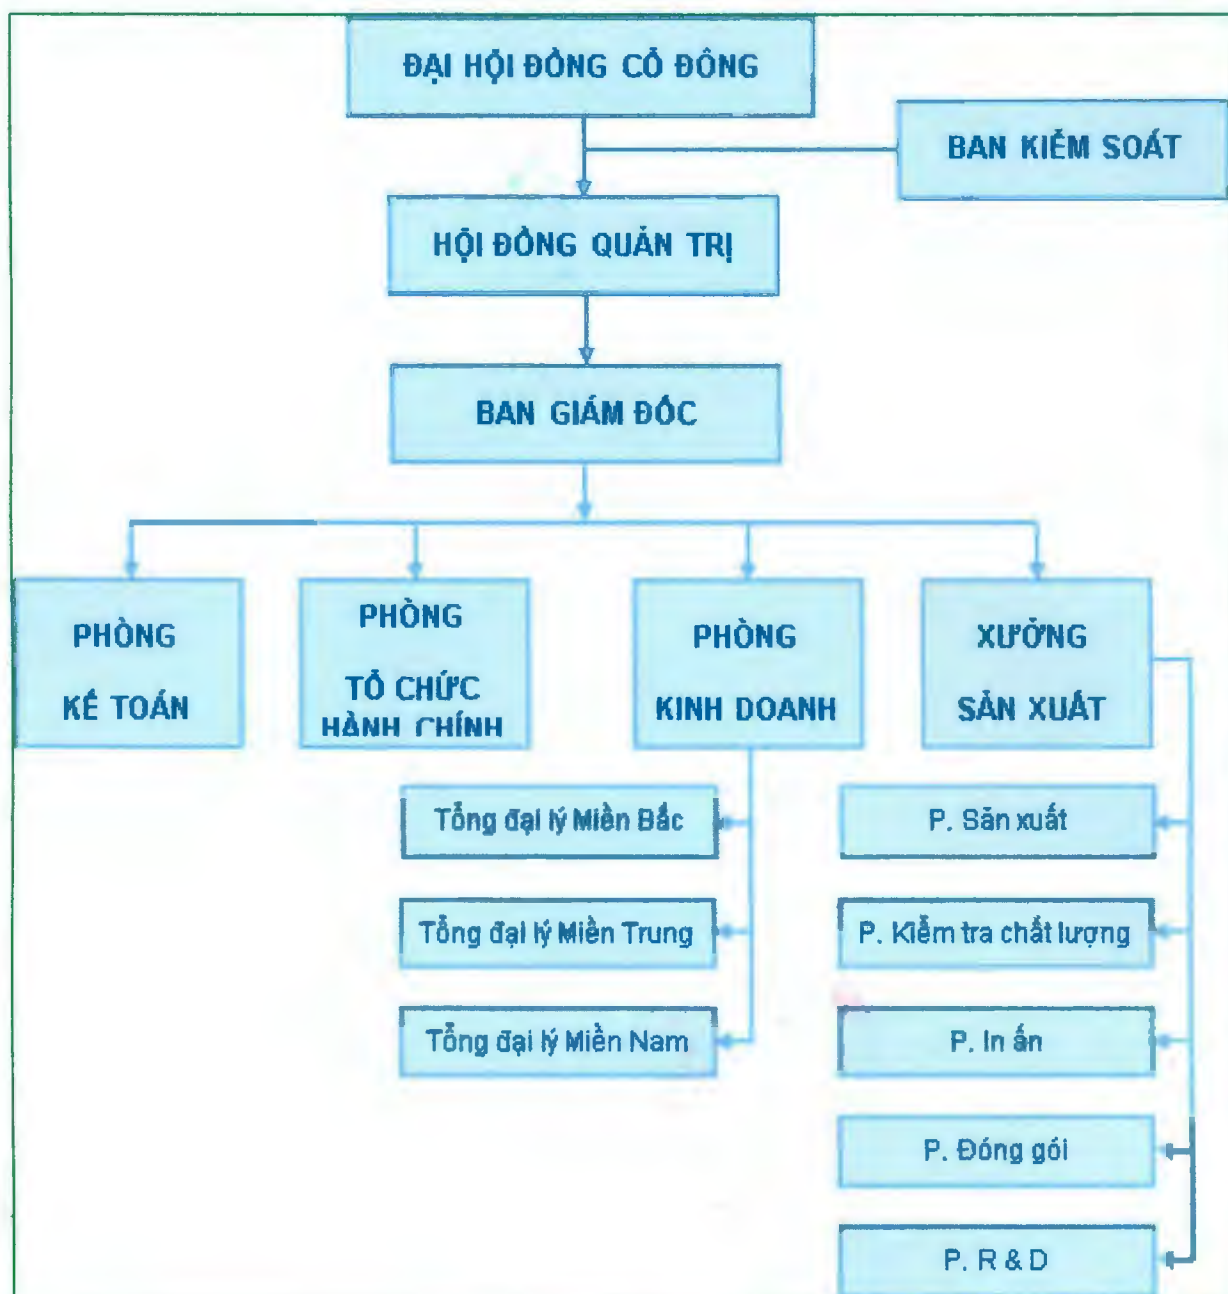 ĐẠI HỘI ĐỒNG CỔ ĐÔNG
BAN KIỂM SOÁT
HỘI ĐỒNG QUẢN TRỊ
BAN GIÁM ĐỐC
PHÒNG
KẾ TOÁN
PHÒNG
TỔ CHỨC
HÀNH CHÍNH
PHÒNG
KINH DOANH
XƯỞNG
SẢN XUẤT
Tổng đại lý Miền Bắc
Tổng đại lý Miền Trung
Tổng đại lý Miền Nam
P. Sản xuất
P. Kiểm tra chất lượng
P. In ấn
P. Đóng gói
P. R & D